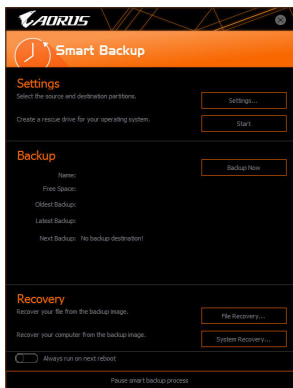 AORUS
Smart Backup
Settings
Select the source and destination partitions.
Settings...
Create a rescue drive for your operating system.
Start
Backup
Backup Now
Name:
Free Space:
Oldest Backup:
Latest Backup:
Next Backup: No backup destination!
Recovery
Recover your file from the backup image.
File Recovery...
Recover your computer from the backup image.
System Recovery...
Always run on next reboot
Pause smart backup process